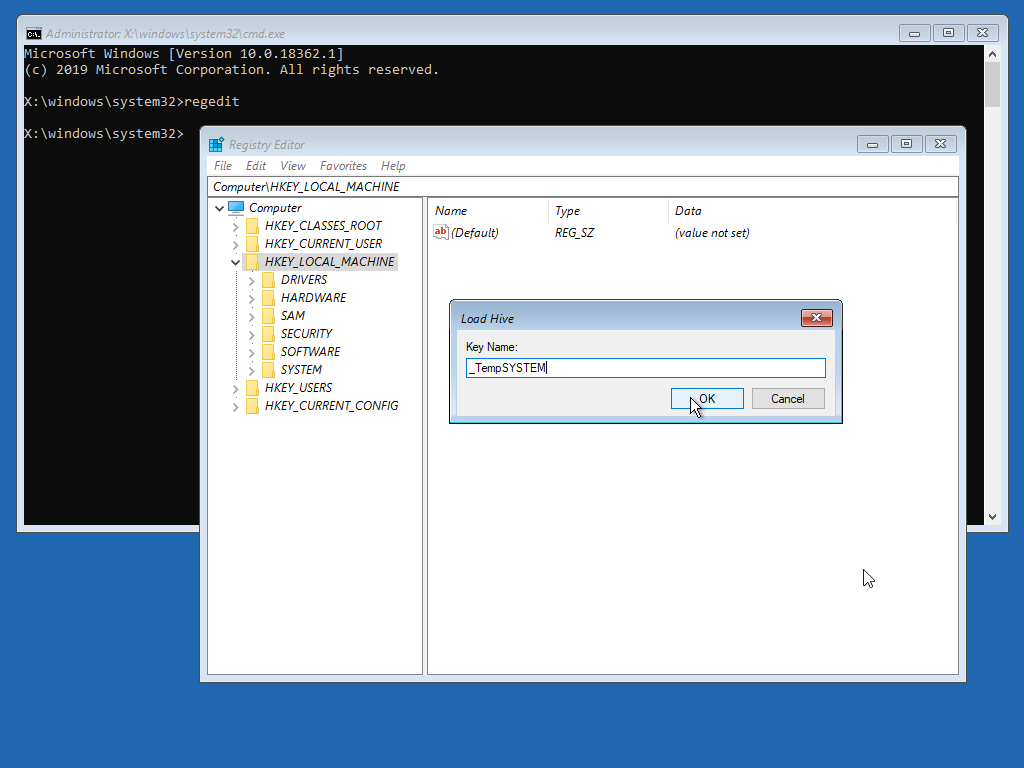 Administrator: X:\windows\system32\cmd.exe
Microsoft Windows [Version 10.0.18362.1]
(c) 2019 Microsoft Corporation. All rights reserved.
X:\windows\system32>regedit
X:\windows\system32>
Registry Editor
File Edit View Favorites Help
Computer\HKEY_LOCAL_MACHINE
Computer
HKEY_CLASSES_ROOT
HKEY_CURRENT_USER
HKEY_LOCAL_MACHINE
DRIVERS
HARDWARE
SAM
SECURITY
SOFTWARE
SYSTEM
HKEY_USERS
HKEY_CURRENT_CONFIG
Name Type Data
ab (Default) REG_SZ (value not set)
Load Hive
Key Name:
_TempSYSTEM
OK Cancel